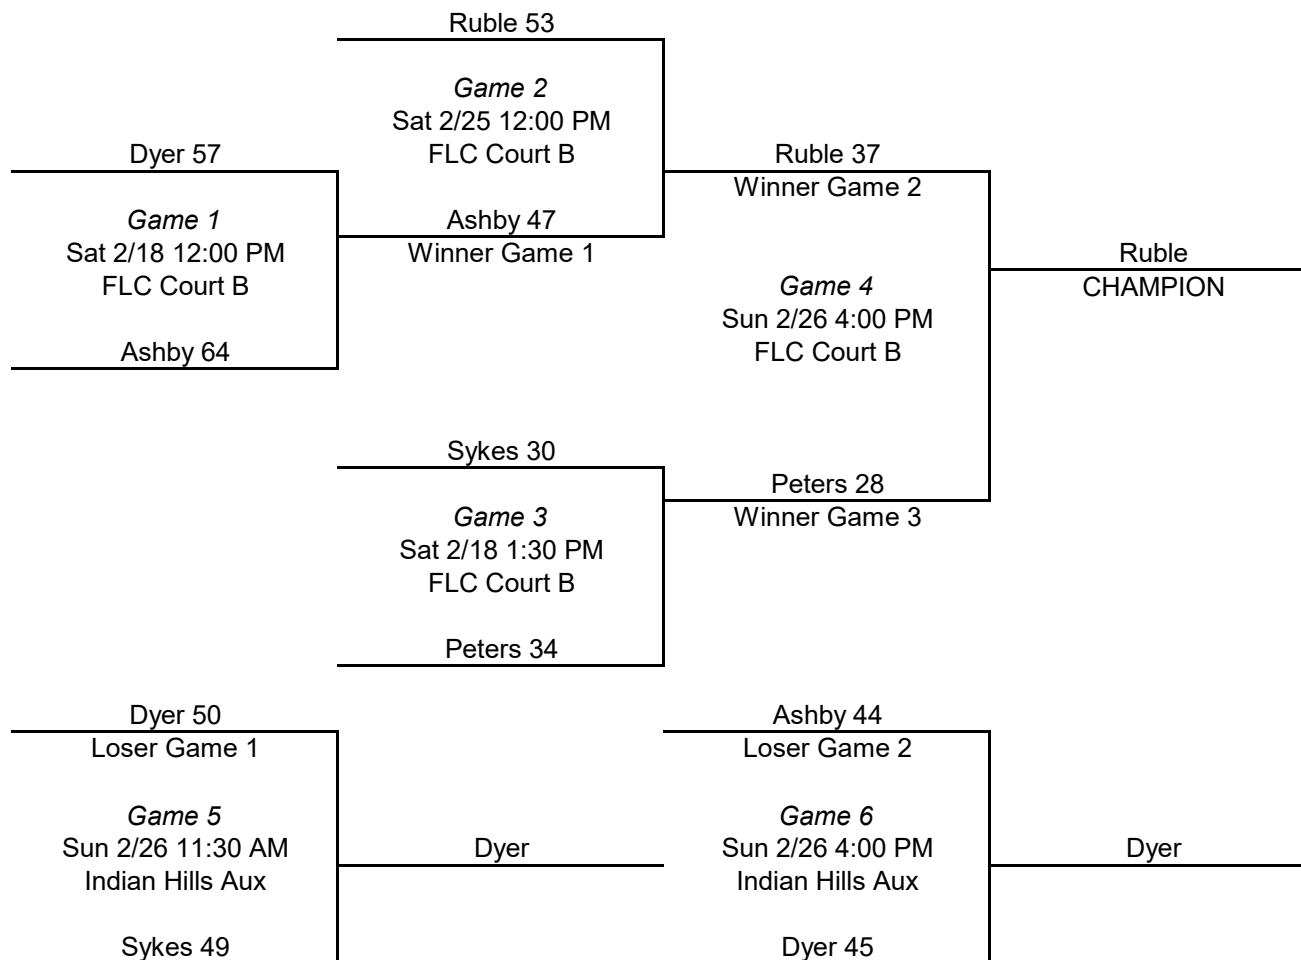 Ruble 53
Game 2
Sat 2/25 12:00 PM
FLC Court B
Dyer 57
Game 1
Sat 2/18 12:00 PM
FLC Court B
Ashby 64
Ashby 47
Winner Game 1
Ruble 37
Winner Game 2
Game 4
Sun 2/26 4:00 PM
FLC Court B
Ruble
CHAMPION
Sykes 30
Game 3
Sat 2/18 1:30 PM
FLC Court B
Peters 34
Peters 28
Winner Game 3
Dyer 50
Loser Game 1
Game 5
Sun 2/26 11:30 AM
Indian Hills Aux
Sykes 49
Dyer
Ashby 44
Loser Game 2
Game 6
Sun 2/26 4:00 PM
Indian Hills Aux
Dyer 45
Dyer